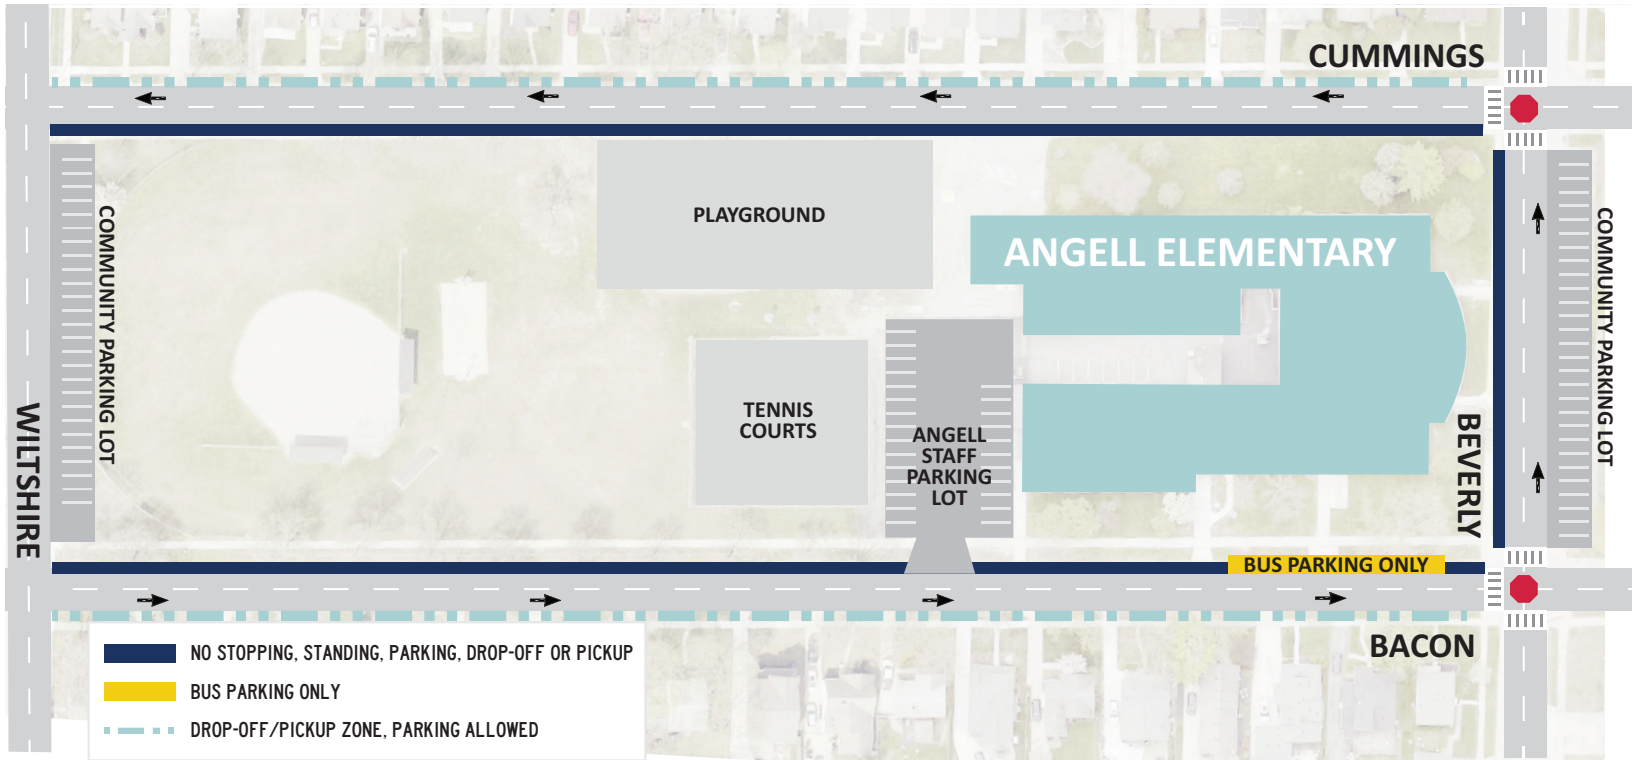 CUMMINGS
PLAYGROUND
ANGELL ELEMENTARY
COMMUNITY PARKING LOT
COMMUNITY PARKING LOT
WILTSHIRE
TENNIS
COURTS
ANGELL
STAFF
PARKING
LOT
BEVERLY
BUS PARKING ONLY
BACON
NO STOPPING, STANDING, PARKING, DROP-OFF OR PICKUP
BUS PARKING ONLY
DROP-OFF/PICKUP ZONE, PARKING ALLOWED